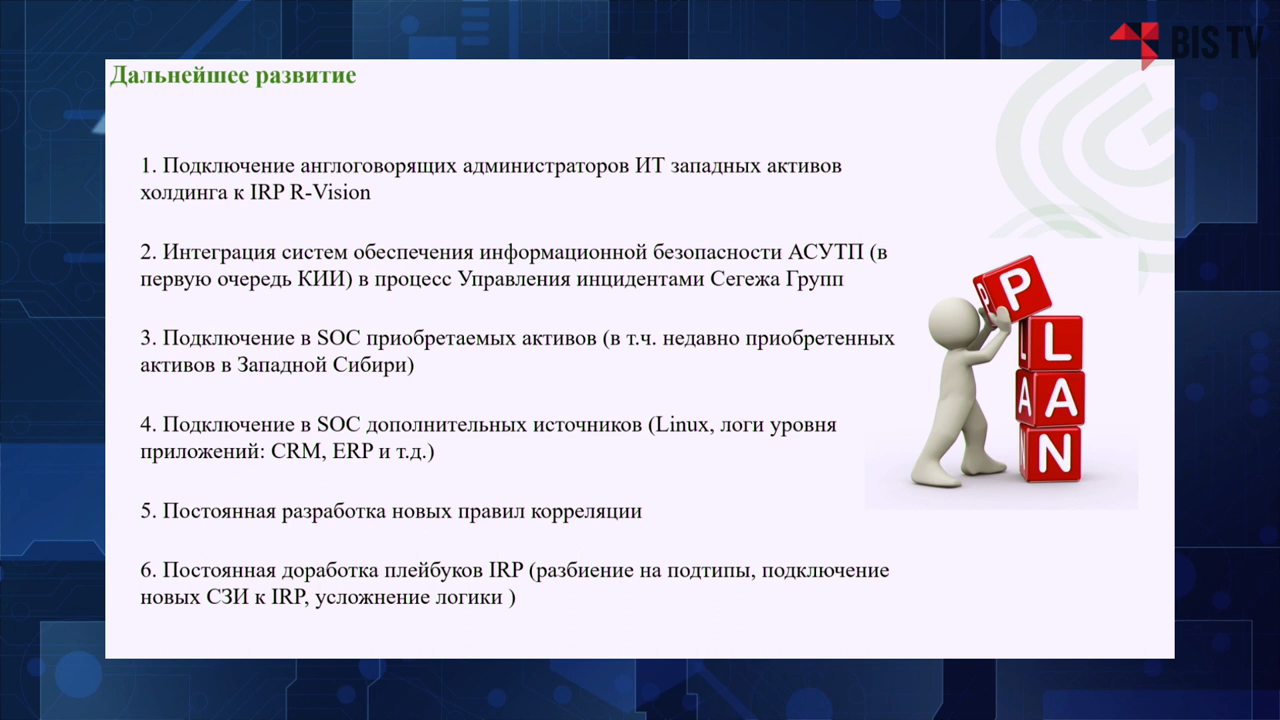 BIS TV
Дальнейшее развитие
1. Подключение англоговорящих администраторов ИТ западных активов
холдинга к IRP R-Vision
2. Интеграция систем обеспечения информационной безопасности АСУТП (в
первую очередь КИИ) в процесс Управления инцидентами Сегежа Групп
3. Подключение в SOC приобретаемых активов (в т.ч. недавно приобретенных
активов в Западной Сибири)
4. Подключение в SOC дополнительных источников (Linux, логи уровня
приложений: CRM, ERP и т.д.)
5. Постоянная разработка новых правил корреляции
6. Постоянная доработка плейбуков IRP (разбиение на подтипы, подключение
новых СЗИ к IRP, усложнение логики )
P P
L L
A A
N N